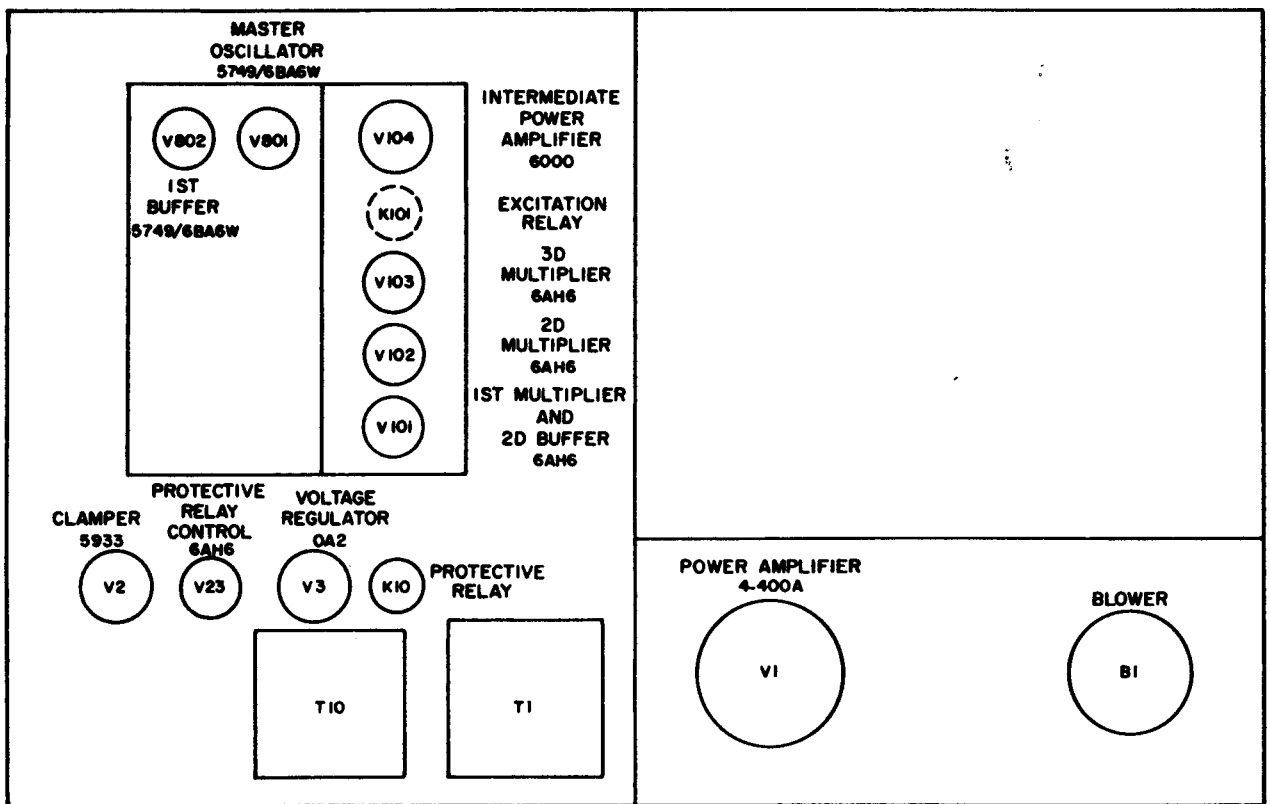 MASTER
OSCILLATOR
5749/6BA6W
V802
V801
1ST
BUFFER
5749/6BA6W
V104
INTERMEDIATE
POWER
AMPLIFIER
6000
K101
EXCITATION
RELAY
V103
3D
MULTIPLIER
6AH6
V102
2D
MULTIPLIER
6AH6
V101
1ST MULTIPLIER
AND
2D BUFFER
6AH6
CLAMPER
5933
V2
PROTECTIVE
RELAY
CONTROL
6AH6
V23
VOLTAGE
REGULATOR
OA2
V3
K10
PROTECTIVE
RELAY
T10
T1
POWER AMPLIFIER
4-400A
V1
BLOWER
B1